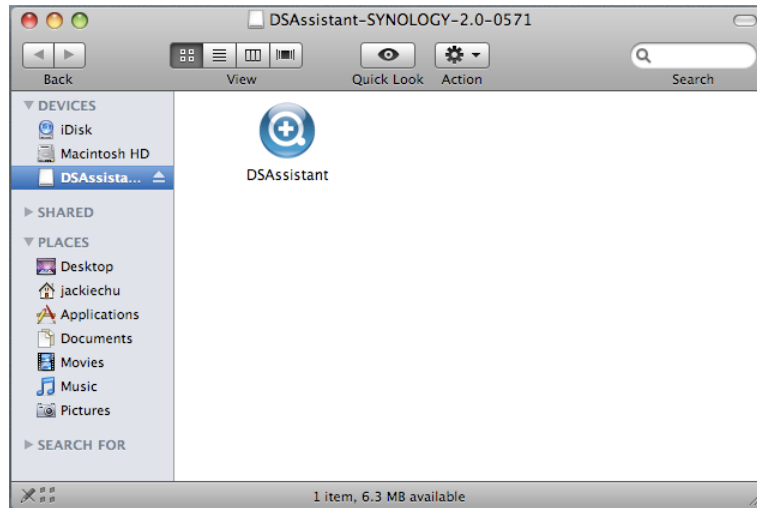 DSAssistant-SYNOLOGY-2.0-0571
Back
View
Quick Look
Action
Search
DEVICES
iDisk
Macintosh HD
DSAssista...
SHARED
PLACES
Desktop
jackiechu
Applications
Documents
Movies
Music
Pictures
SEARCH FOR
DSAssistant
1 item, 6.3 MB available